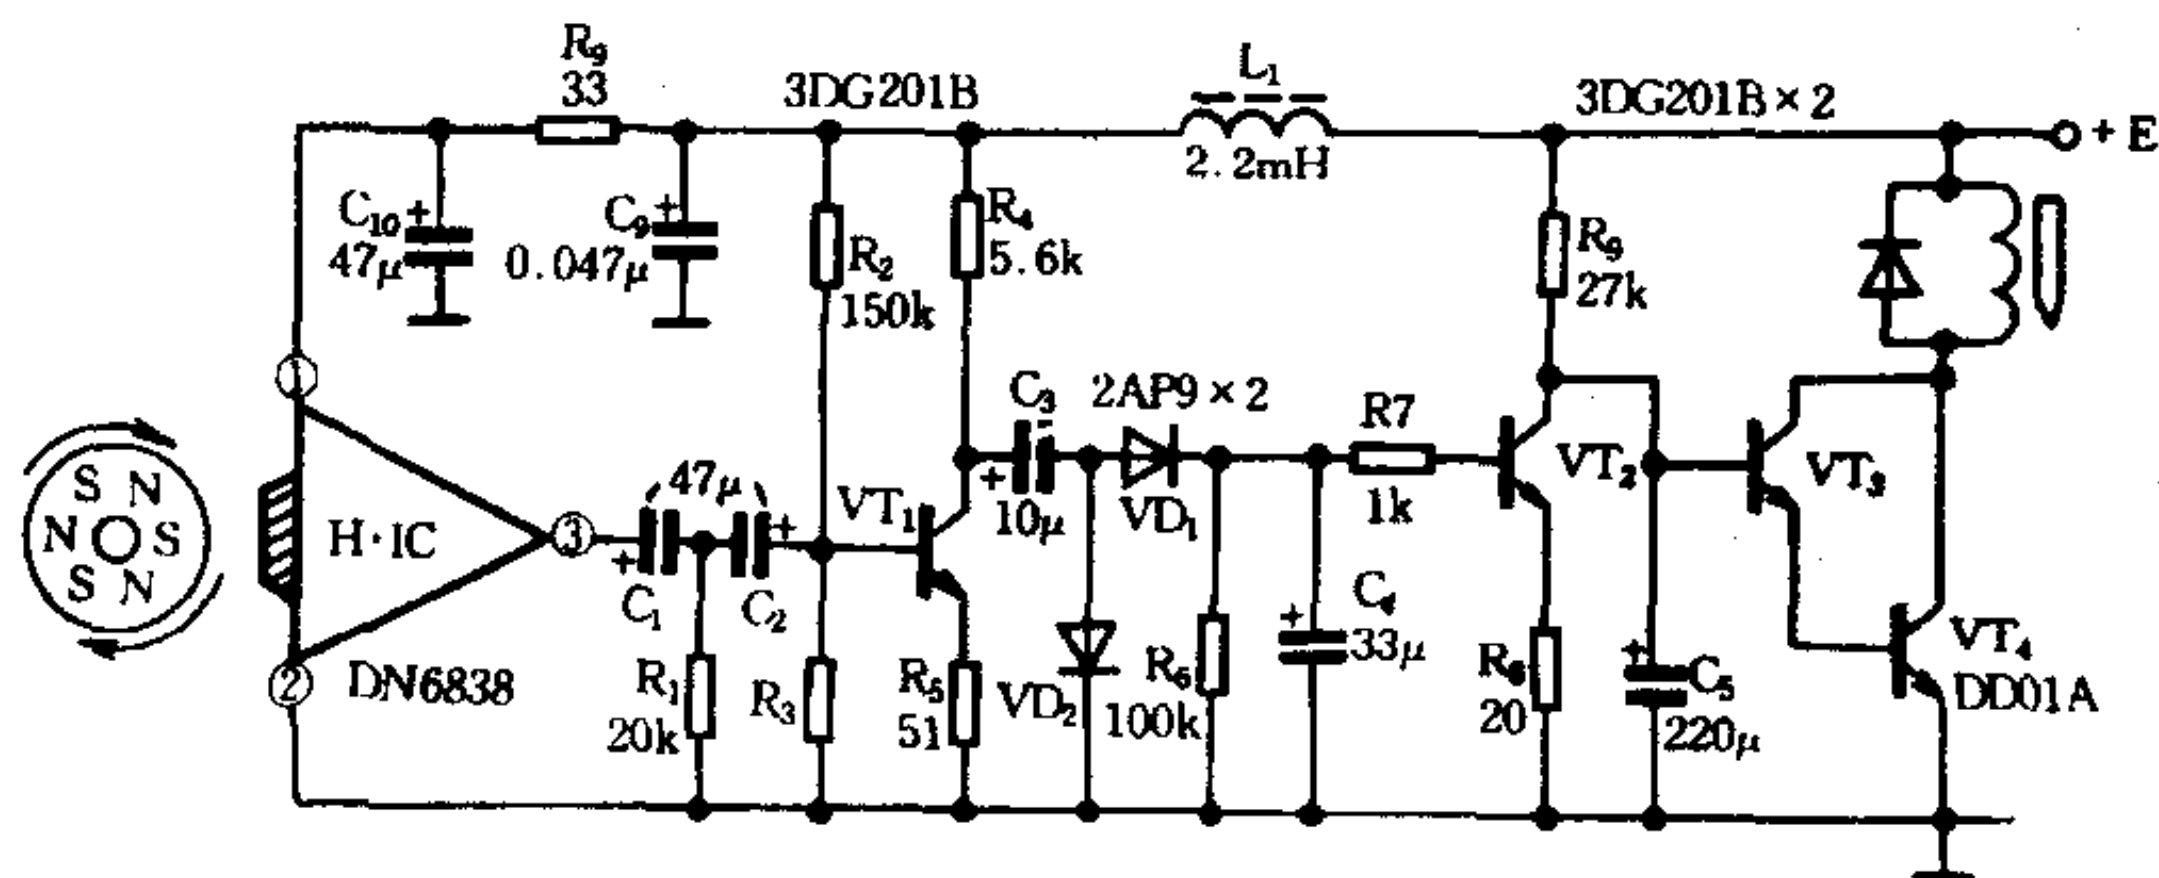 R₉
33
3DG201B
L₁
2.2mH
3DG201B×2
+E
C₁₀
+
47μ
C₉
+
0.047μ
R₂
150k
R₄
5.6k
R₉
27k
①
C₃
+
10μ
2AP9×2
VD₁
R7
1k
VT₂
VT₃
S N
N S
S N
H·IC
③
47μ
+
C₁
+
C₂
VT₁
②
DN6838
R₁
20k
R₃
R₅
51
VD₂
R₆
100k
+
C₄
33μ
R₆
20
+
C₅
220μ
VT₄
DD01A